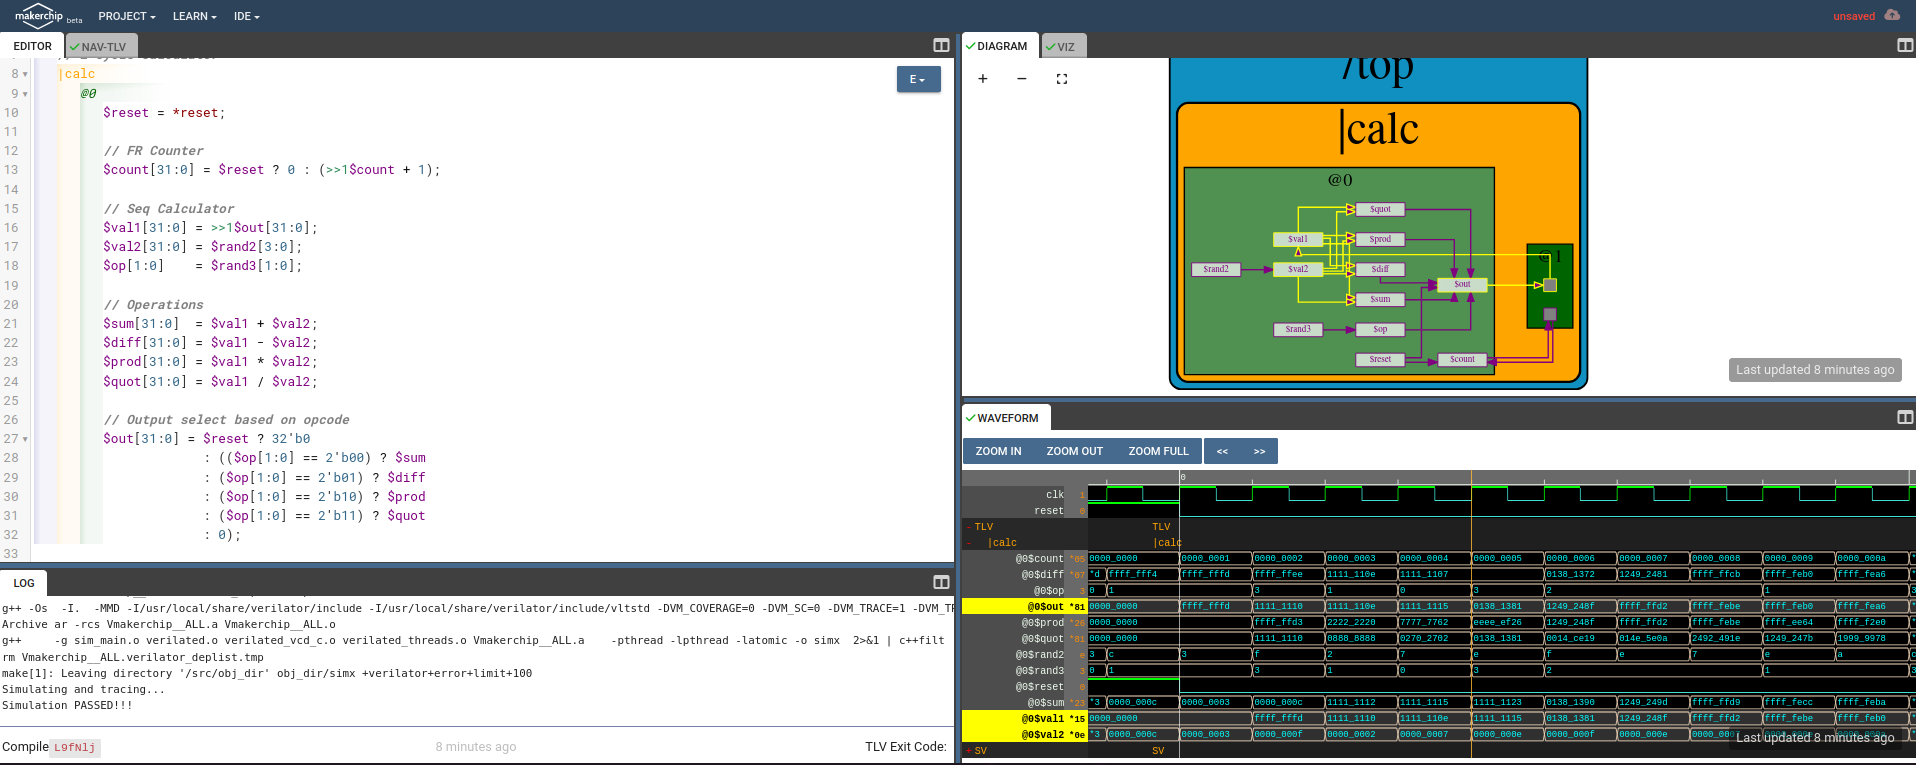 makerchip beta PROJECT LEARN IDE unsaved
EDITOR NAV-TLV
8 |calc
E
9 @0
10 $reset = *reset;
11
12 // FR Counter
13 $count[31:0] = $reset ? 0 : (>>1$count + 1);
14
15 // Seq Calculator
16 $val1[31:0] = >>1$out[31:0];
17 $val2[31:0] = $rand2[3:0];
18 $op[1:0]    = $rand3[1:0];
19
20 // Operations
21 $sum[31:0]  = $val1 + $val2;
22 $diff[31:0] = $val1 - $val2;
23 $prod[31:0] = $val1 * $val2;
24 $quot[31:0] = $val1 / $val2;
25
26 // Output select based on opcode
27 $out[31:0] = $reset ? 32'b0
28 : (($op[1:0] == 2'b00) ? $sum
29 : ($op[1:0] == 2'b01) ? $diff
30 : ($op[1:0] == 2'b10) ? $prod
31 : ($op[1:0] == 2'b11) ? $quot
32 : 0);
33
LOG
g++ -Os  -I.  -MMD -I/usr/local/share/verilator/include -I/usr/local/share/verilator/include/vltstd -DVM_COVERAGE=0 -DVM_SC=0 -DVM_TRACE=1 -DVM_TF
Archive ar -rcs Vmakerchip__ALL.a Vmakerchip__ALL.o
g++     -g sim_main.o verilated.o verilated_vcd_c.o verilated_threads.o Vmakerchip__ALL.a    -pthread -lpthread -latomic -o simx  2>&1 | c++filt
rm Vmakerchip__ALL.verilator_deplist.tmp
make[1]: Leaving directory '/src/obj_dir' obj_dir/simx +verilator+error+limit+100
Simulating and tracing...
Simulation PASSED!!!
Compile L9fNlj 8 minutes ago TLV Exit Code:
DIAGRAM VIZ
+ −
/top
|calc
@0
$quot
$val1 $prod
@1
$rand2 $val2 $diff
$out
$sum
$rand3 $op
$reset $count
Last updated 8 minutes ago
WAVEFORM
ZOOM IN ZOOM OUT ZOOM FULL << >>
0
clk 1
reset 0
- TLV TLV
- |calc |calc
@0$count *05 0000_0000 0000_0001 0000_0002 0000_0003 0000_0004 0000_0005 0000_0006 0000_0007 0000_0008 0000_0009 0000_000a
@0$diff *07 *d ffff_fff4 ffff_fffd ffff_ffee 1111_110e 1111_1107 0138_1372 1249_2481 ffff_ffcb ffff_feb0 ffff_fea6
@0$op 3 0 1 3 1 0 3 2 1
@0$out *81 0000_0000 ffff_fffd 1111_1110 1111_110e 1111_1115 0138_1381 1249_248f ffff_ffd2 ffff_febe ffff_feb0 ffff_fea6
@0$prod *26 0000_0000 ffff_ffd3 2222_2220 7777_7762 eeee_ef26 1249_248f ffff_ffd2 ffff_febe ffff_ee64 ffff_f2e0
@0$quot *81 0000_0000 1111_1110 0888_8888 0270_2702 0138_1381 0014_ce19 014e_5e0a 2492_491e 1249_247b 1999_9978
@0$rand2 e 3 c 3 f 2 7 e f e 7 e a
@0$rand3 3 0 1 3 1 0 3 2 1
@0$reset 0
@0$sum *23 *3 0000_000c 0000_0003 0000_000c 1111_1112 1111_1115 1111_1123 0138_1390 1249_249d ffff_ffd9 ffff_fecc ffff_feba
@0$val1 *15 0000_0000 ffff_fffd 1111_1110 1111_110e 1111_1115 0138_1381 1249_248f ffff_ffd2 ffff_febe ffff_feb0
@0$val2 *0e *3 0000_000c 0000_0003 0000_000f 0000_0002 0000_0007 0000_000e 0000_000f 0000_000e
Last updated 8 minutes ago
+ SV SV